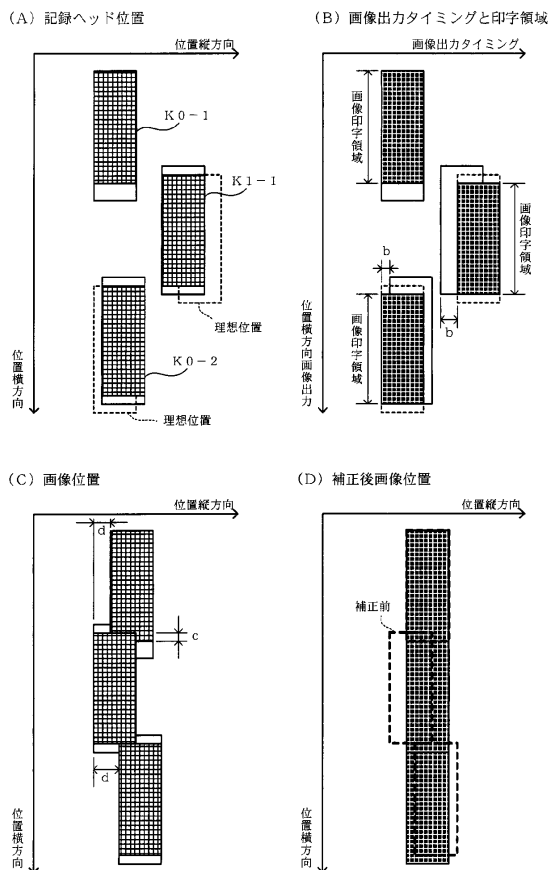 (A) 記録ヘッド位置
位置縦方向
K0-1
K1-1
理想位置
K0-2
理想位置
位置横方向
(B) 画像出力タイミングと印字領域
画像出力タイミング
画像印字領域
画像印字領域
b
b
画像印字領域
位置横方向画像出力
(C) 画像位置
位置縦方向
d
c
d
位置横方向
(D) 補正後画像位置
位置縦方向
補正前
位置横方向